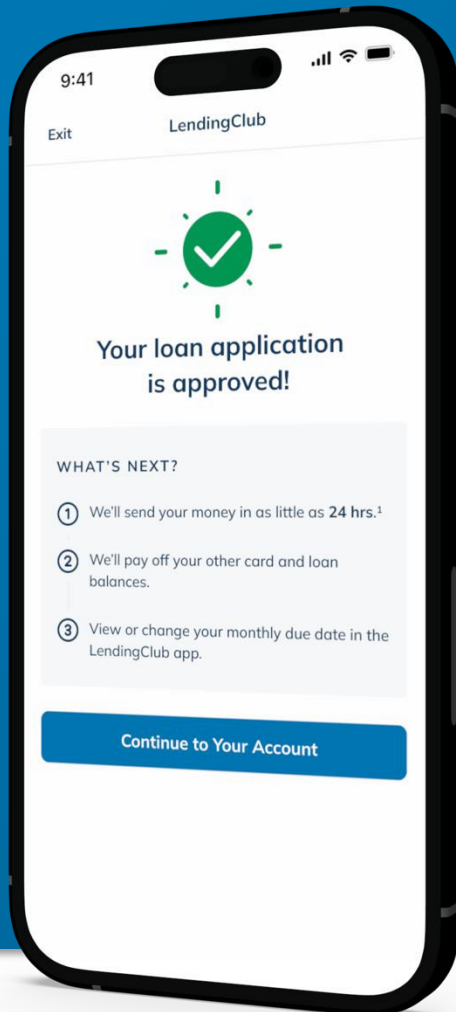 9:41
Exit
LendingClub
Your loan application
is approved!
WHAT'S NEXT?
1 We'll send your money in as little as 24 hrs.¹
2 We'll pay off your other card and loan
balances.
3 View or change your monthly due date in the
LendingClub app.
Continue to Your Account